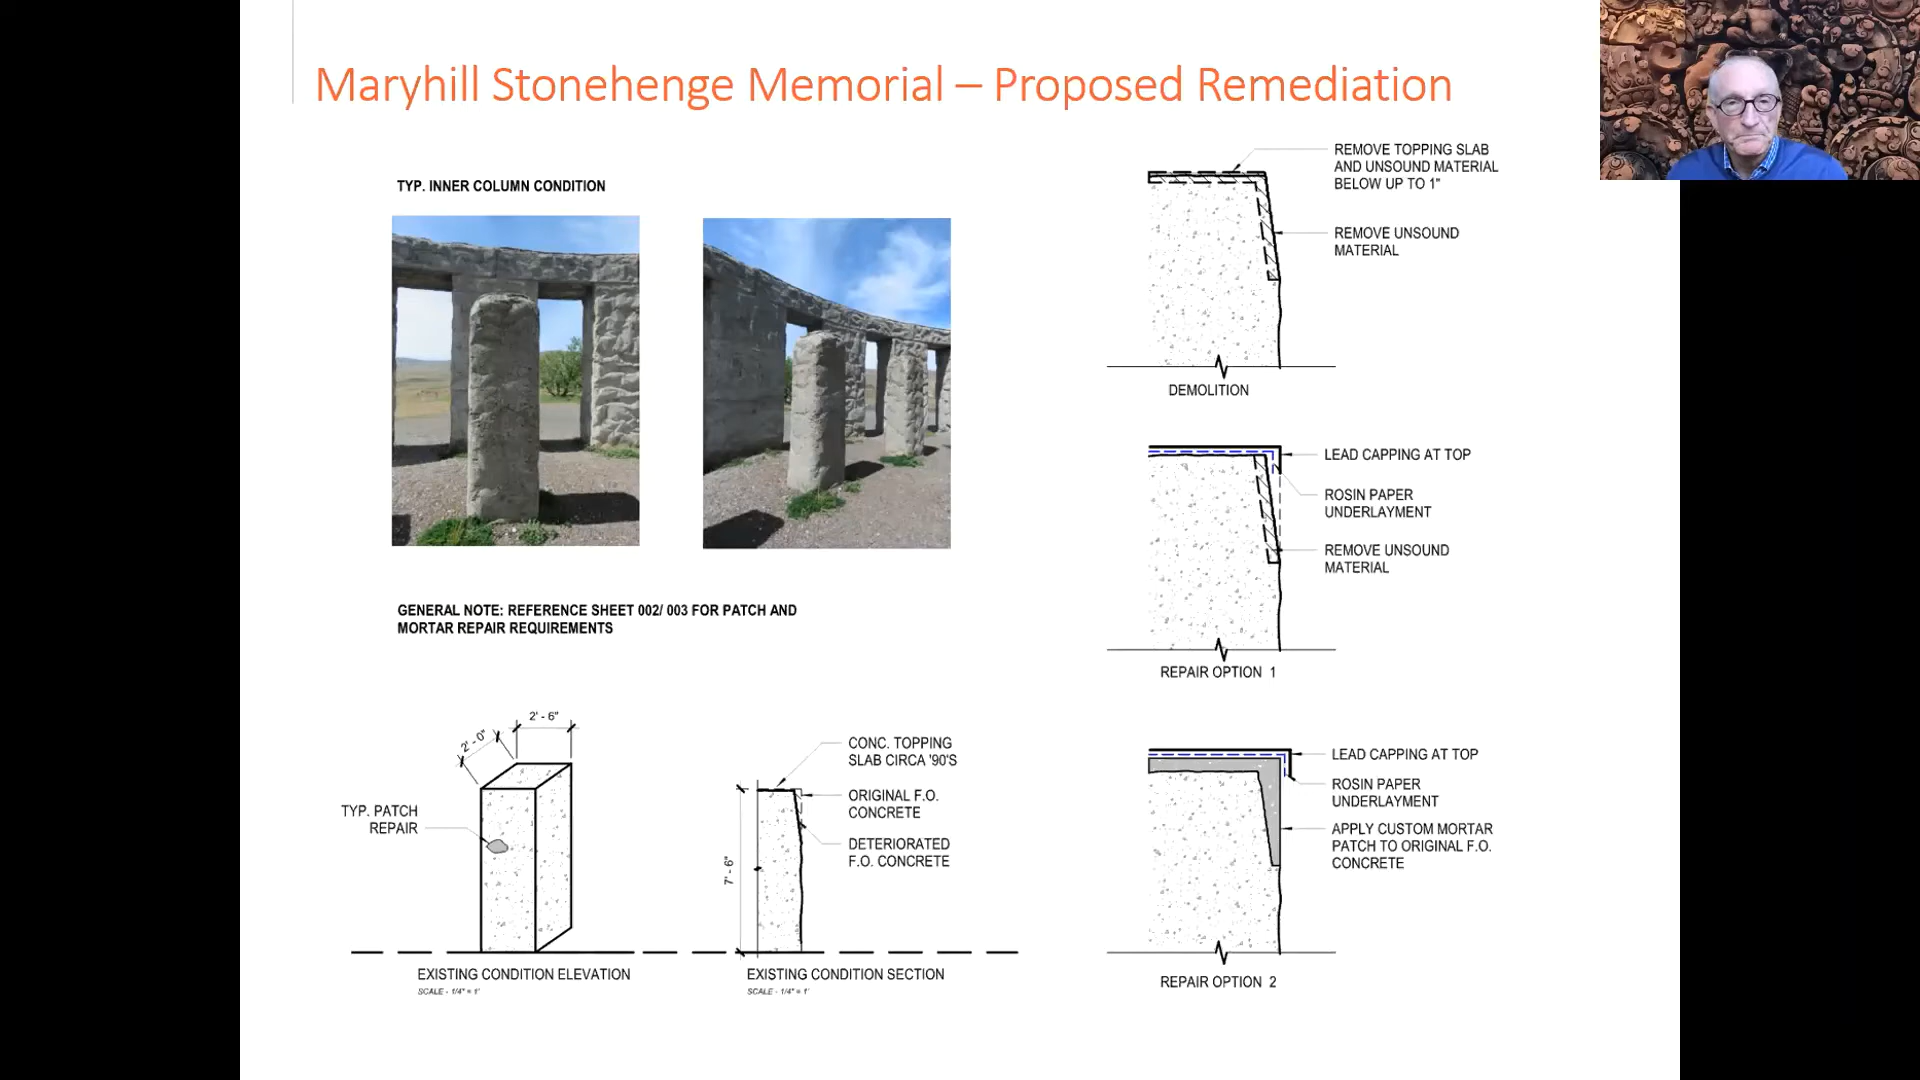 Maryhill Stonehenge Memorial – Proposed Remediation
TYP. INNER COLUMN CONDITION
GENERAL NOTE: REFERENCE SHEET 002/ 003 FOR PATCH AND
MORTAR REPAIR REQUIREMENTS
2' - 0"
2' - 6"
TYP. PATCH
REPAIR
EXISTING CONDITION ELEVATION
SCALE - 1/4" = 1'
7' - 6"
CONC. TOPPING
SLAB CIRCA '90'S
ORIGINAL F.O.
CONCRETE
DETERIORATED
F.O. CONCRETE
EXISTING CONDITION SECTION
SCALE - 1/4" = 1'
REMOVE TOPPING SLAB
AND UNSOUND MATERIAL
BELOW UP TO 1"
REMOVE UNSOUND
MATERIAL
DEMOLITION
LEAD CAPPING AT TOP
ROSIN PAPER
UNDERLAYMENT
REMOVE UNSOUND
MATERIAL
REPAIR OPTION 1
LEAD CAPPING AT TOP
ROSIN PAPER
UNDERLAYMENT
APPLY CUSTOM MORTAR
PATCH TO ORIGINAL F.O.
CONCRETE
REPAIR OPTION 2